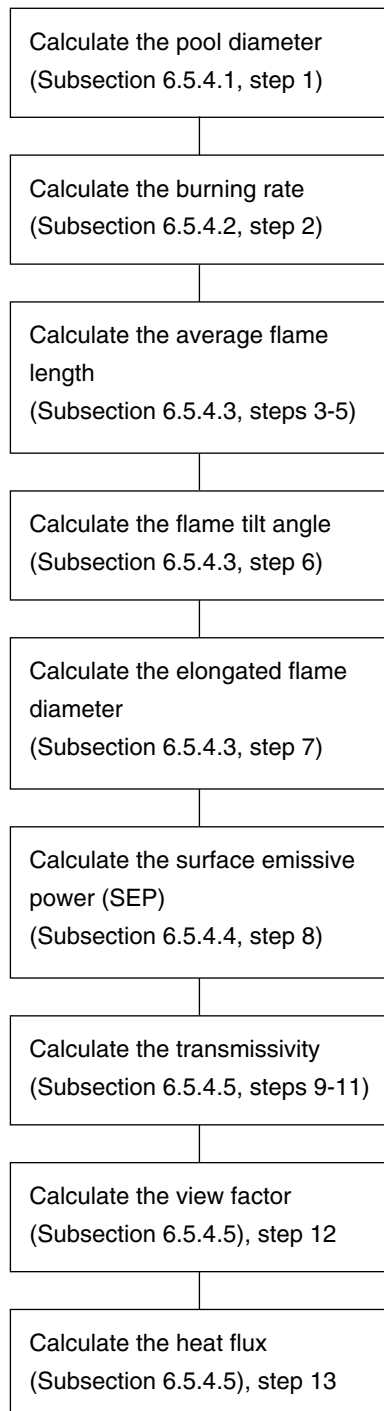 Calculate the pool diameter
(Subsection 6.5.4.1, step 1)
Calculate the burning rate
(Subsection 6.5.4.2, step 2)
Calculate the average flame
length
(Subsection 6.5.4.3, steps 3-5)
Calculate the flame tilt angle
(Subsection 6.5.4.3, step 6)
Calculate the elongated flame
diameter
(Subsection 6.5.4.3, step 7)
Calculate the surface emissive
power (SEP)
(Subsection 6.5.4.4, step 8)
Calculate the transmissivity
(Subsection 6.5.4.5, steps 9-11)
Calculate the view factor
(Subsection 6.5.4.5), step 12
Calculate the heat flux
(Subsection 6.5.4.5), step 13